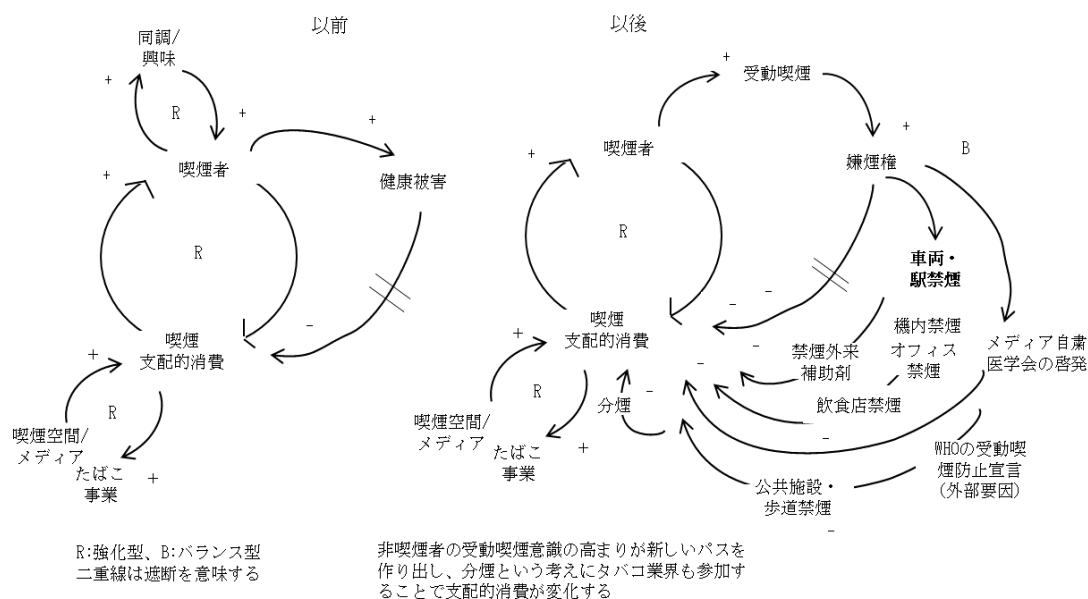 以前
同調/
興味
+
+
R
+
+
喫煙者
+
健康被害
R
-
喫煙
支配的消費
+
R
喫煙空間/
メディア
たばこ
事業
+
R:強化型、B:バランス型
二重線は遮断を意味する
以後
+
受動喫煙
+
B
喫煙者
+
嫌煙権
R
車両・
駅禁煙
-
-
喫煙
支配的消費
+
機内禁煙
オフィス
禁煙
メディア自粛
医学会の啓発
-
-
禁煙外来
補助剤
R
-
分煙
飲食店禁煙
喫煙空間/
メディア
たばこ
事業
+
-
WHOの受動喫
煙防止宣言
(外部要因)
公共施設・
歩道禁煙
-
非喫煙者の受動喫煙意識の高まりが新しいパスを
作り出し、分煙という考えにタバコ業界も参加す
ることで支配的消費が変化する